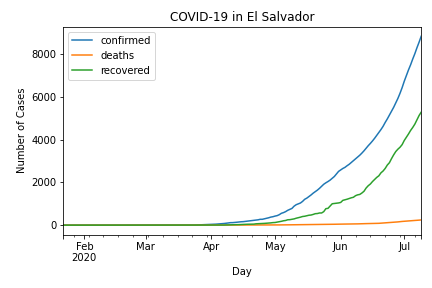 COVID-19 in El Salvador
confirmed
deaths
recovered
Number of Cases
8000
6000
4000
2000
0
Feb
2020
Mar
Apr
May
Jun
Jul
Day